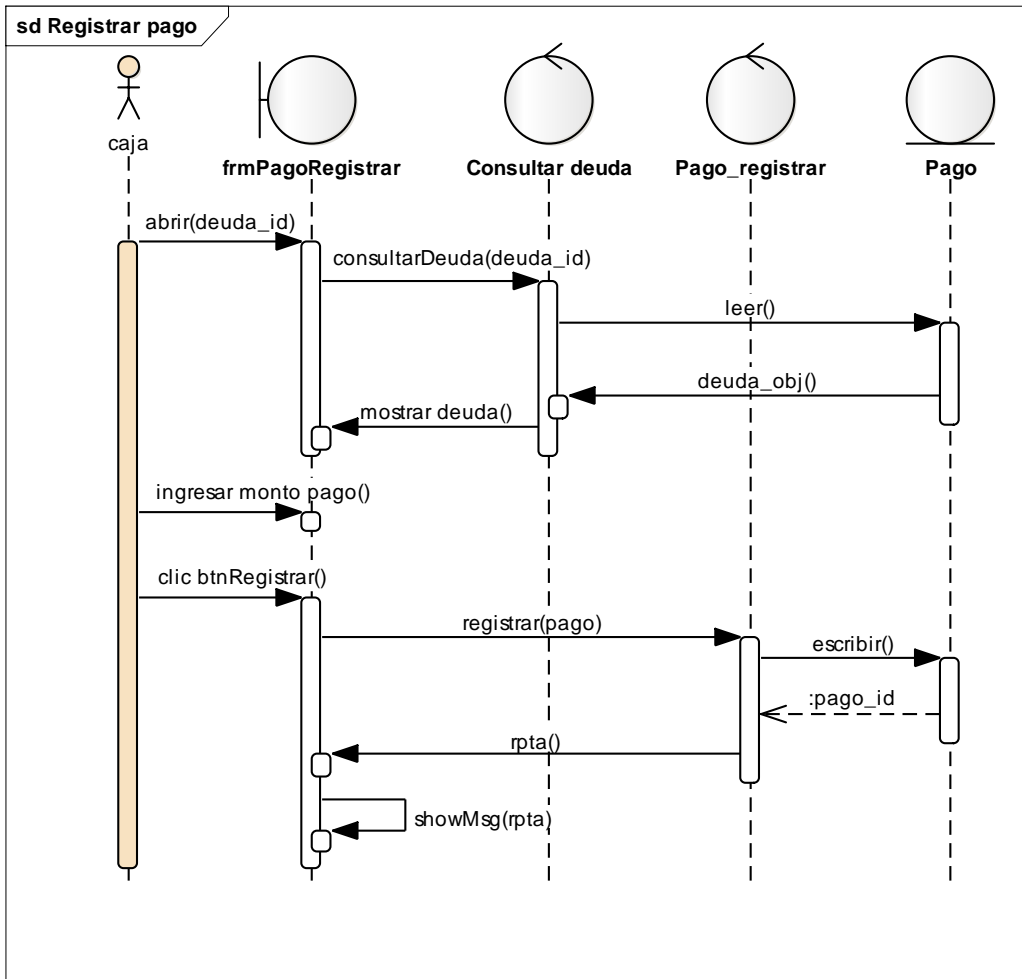 sd Registrar pago
caja
frmPagoRegistrar
Consultar deuda
Pago_registrar
Pago
abrir(deuda_id)
consultarDeuda(deuda_id)
leer()
deuda_obj()
mostrar deuda()
ingresar monto pago()
clic btnRegistrar()
registrar(pago)
escribir()
:pago_id
rpta()
showMsg(rpta)